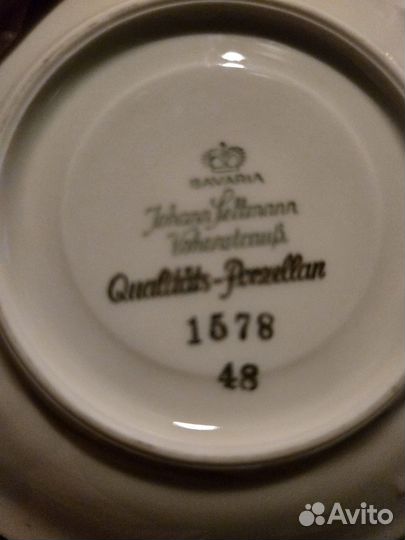 BAVARIA
Johann Seltmann
Vohenstrauß
Qualitäts-Porzellan
1578
48
Avito